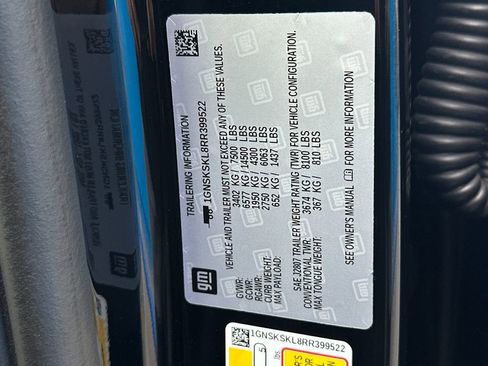 TRAILERING INFORMATION
1GNSKSKL8RR399522
VEHICLE AND TRAILER MUST NOT EXCEED ANY OF THESE VALUES.
GVWR: 3402 KG / 7500 LBS
GCWR: 6577 KG / 14500 LBS
RGAWR: 1950 KG / 4300 LBS
CURB WEIGHT: 2750 KG / 6063 LBS
MAX PAYLOAD: 652 KG / 1437 LBS
SAE J2807 TRAILER WEIGHT RATING (TWR) FOR VEHICLE CONFIGURATION.
CONVENTIONAL TWR: 3674 KG / 8100 LBS
MAX TONGUE WEIGHT: 367 KG / 810 LBS
SEE OWNER'S MANUAL FOR MORE INFORMATION
gm
1GNSKSKL8RR399522
5
lbs